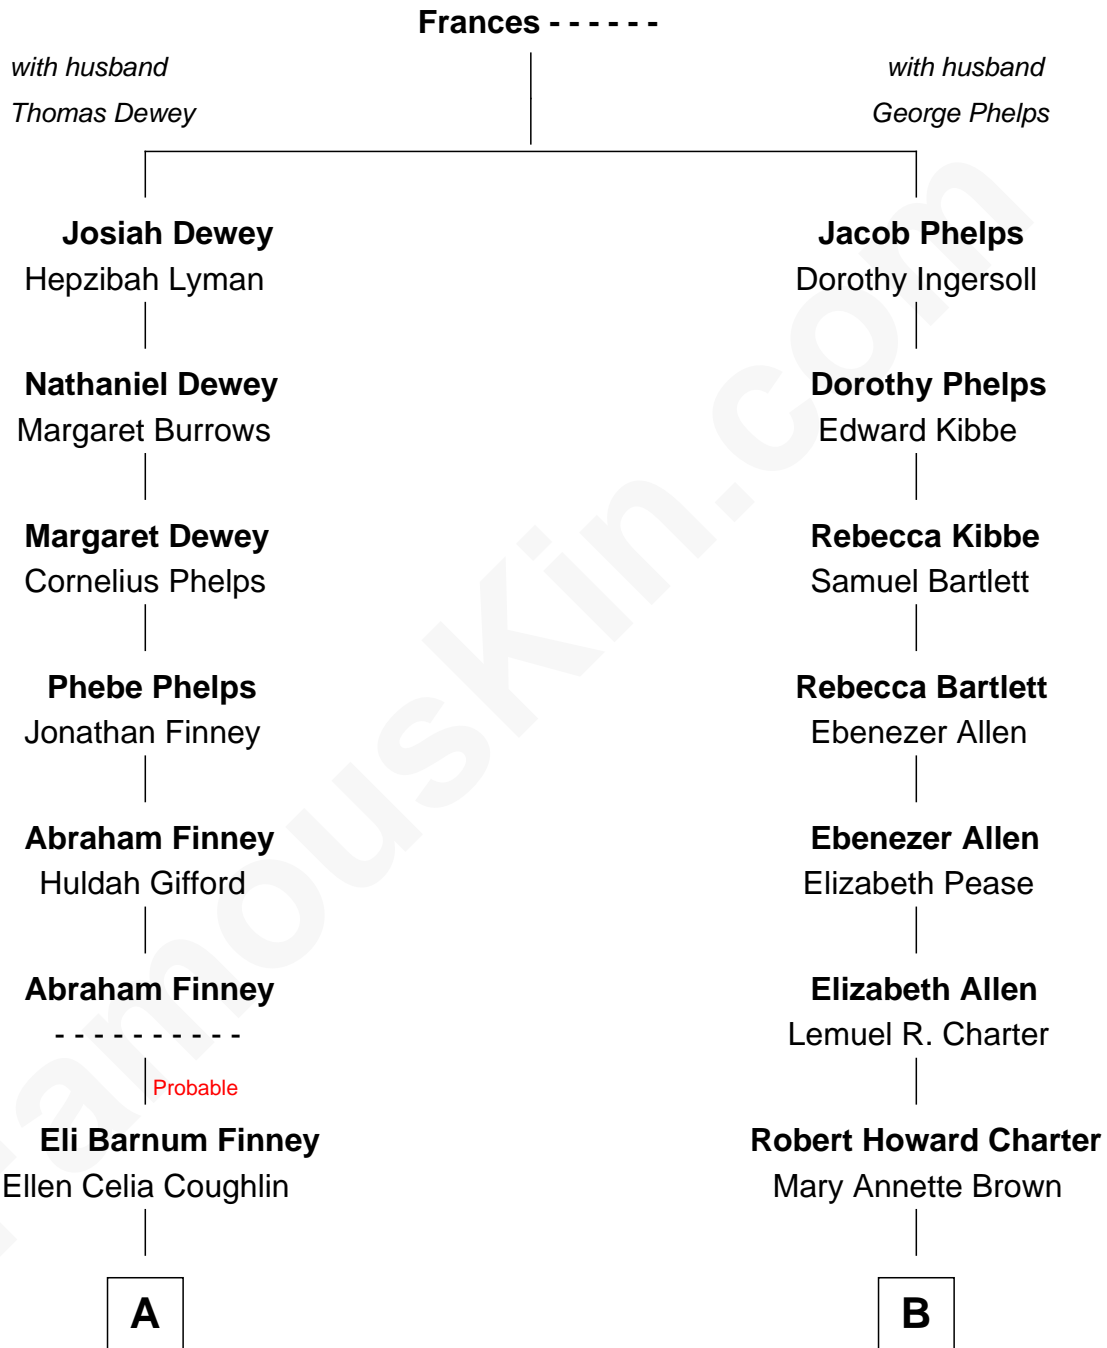 Frances - - - - - -
with husband
Thomas Dewey
with husband
George Phelps
Josiah Dewey
Hepzibah Lyman
Jacob Phelps
Dorothy Ingersoll
Nathaniel Dewey
Margaret Burrows
Dorothy Phelps
Edward Kibbe
Margaret Dewey
Cornelius Phelps
Rebecca Kibbe
Samuel Bartlett
Phebe Phelps
Jonathan Finney
Rebecca Bartlett
Ebenezer Allen
Abraham Finney
Huldah Gifford
Ebenezer Allen
Elizabeth Pease
Abraham Finney
- - - - - - - - - -
Elizabeth Allen
Lemuel R. Charter
Probable
Eli Barnum Finney
Ellen Celia Coughlin
Robert Howard Charter
Mary Annette Brown
A
B
FamousKin.com